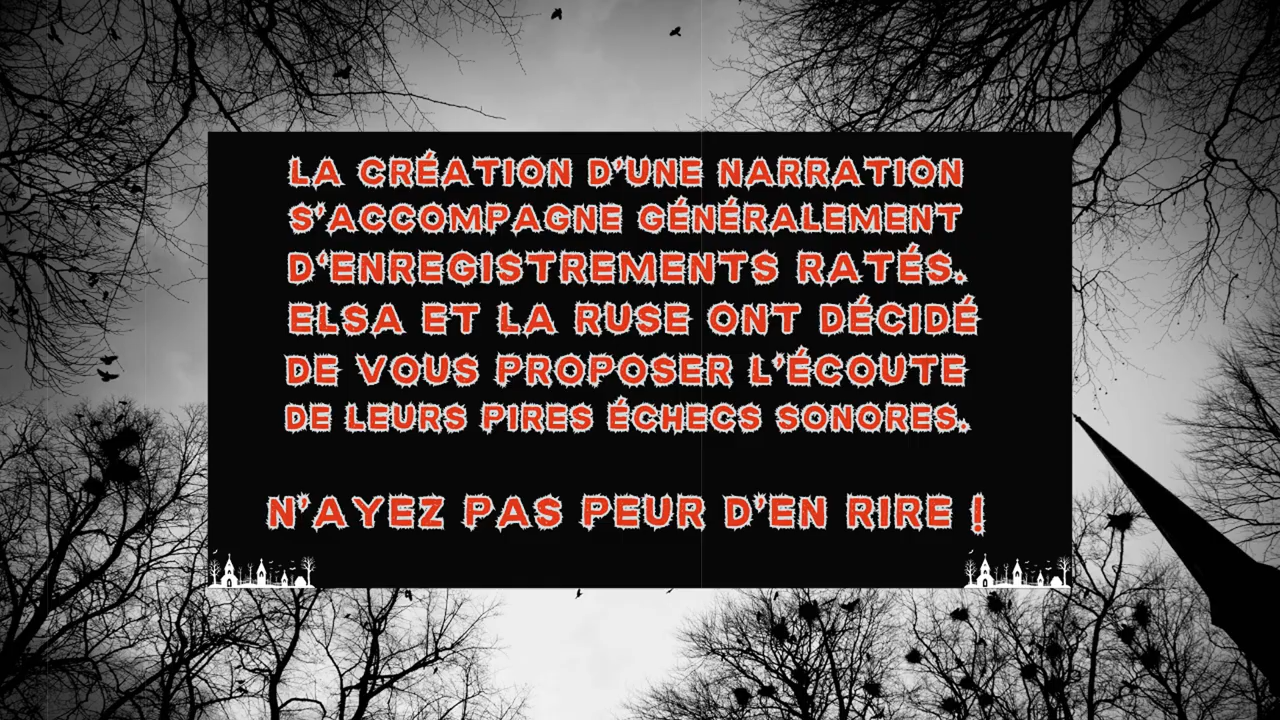 LA CRÉATION D'UNE NARRATION
S'ACCOMPAGNE GÉNÉRALEMENT
D'ENREGISTREMENTS RATÉS.
ELSA ET LA RUSE ONT DÉCIDÉ
DE VOUS PROPOSER L'ÉCOUTE
DE LEURS PIRES ÉCHECS SONORES.
N'AYEZ PAS PEUR D'EN RIRE !